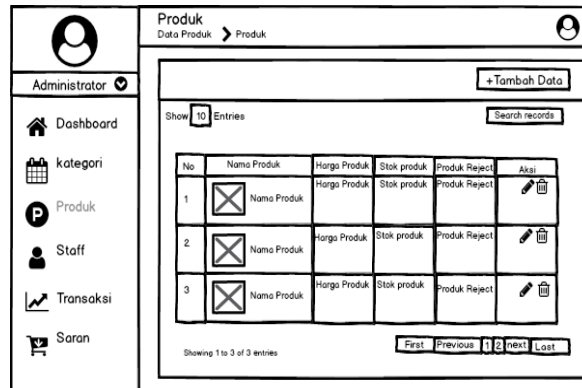 Produk
Data Produk Produk
Administrator
Dashboard
kategori
P
Produk
Staff
Transaksi
Saran
+Tambah Data
Show 10 Entries
Search records
No Nama Produk Harga Produk Stok produk Produk Reject Aksi
1 Nama Produk Harga Produk Stok produk Produk Reject
2 Nama Produk Harga Produk Stok produk Produk Reject
3 Nama Produk Harga Produk Stok produk Produk Reject
Showing 1 to 3 of 3 entries
First Previous 1 2 next Last